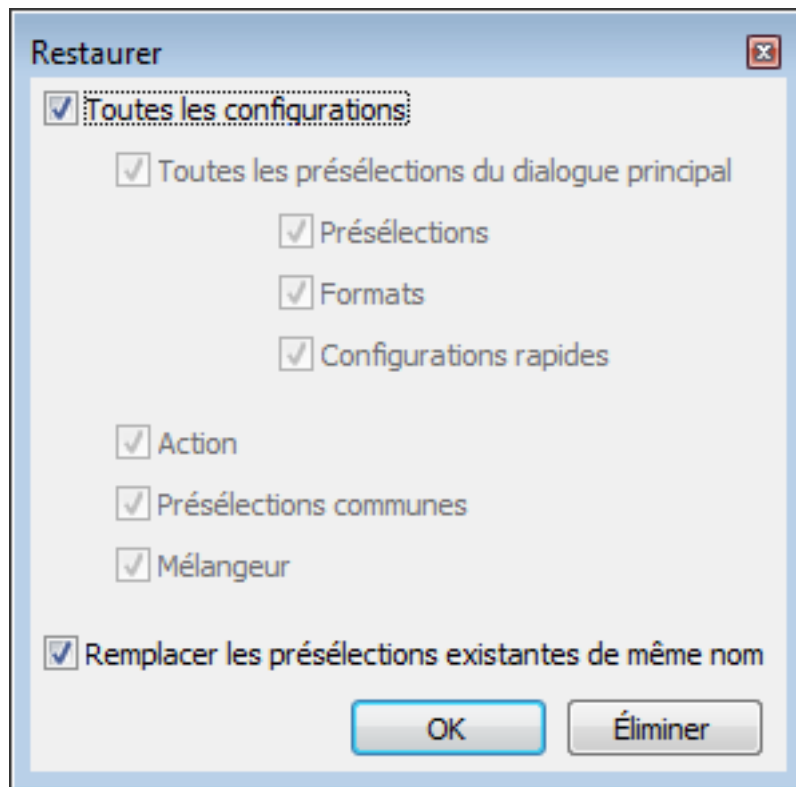 Restaurer
Toutes les configurations
Toutes les présélections du dialogue principal
Présélections
Formats
Configurations rapides
Action
Présélections communes
Mélangeur
Remplacer les présélections existantes de même nom
OK
Éliminer